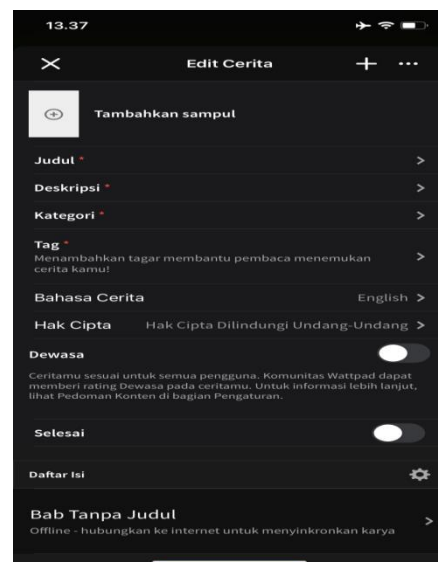 13.37
Edit Cerita
Tambahkan sampul
Judul *
Deskripsi *
Kategori *
Tag *
Menambahkan tagar membantu pembaca menemukan
cerita kamu!
Bahasa Cerita English
Hak Cipta Hak Cipta Dilindungi Undang-Undang
Dewasa
Ceritamu sesuai untuk semua pengguna. Komunitas Wattpad dapat
memberi rating Dewasa pada ceritamu. Untuk informasi lebih lanjut,
lihat Pedoman Konten di bagian Pengaturan.
Selesai
Daftar Isi
Bab Tanpa Judul
Offline - hubungkan ke internet untuk menyinkronkan karya